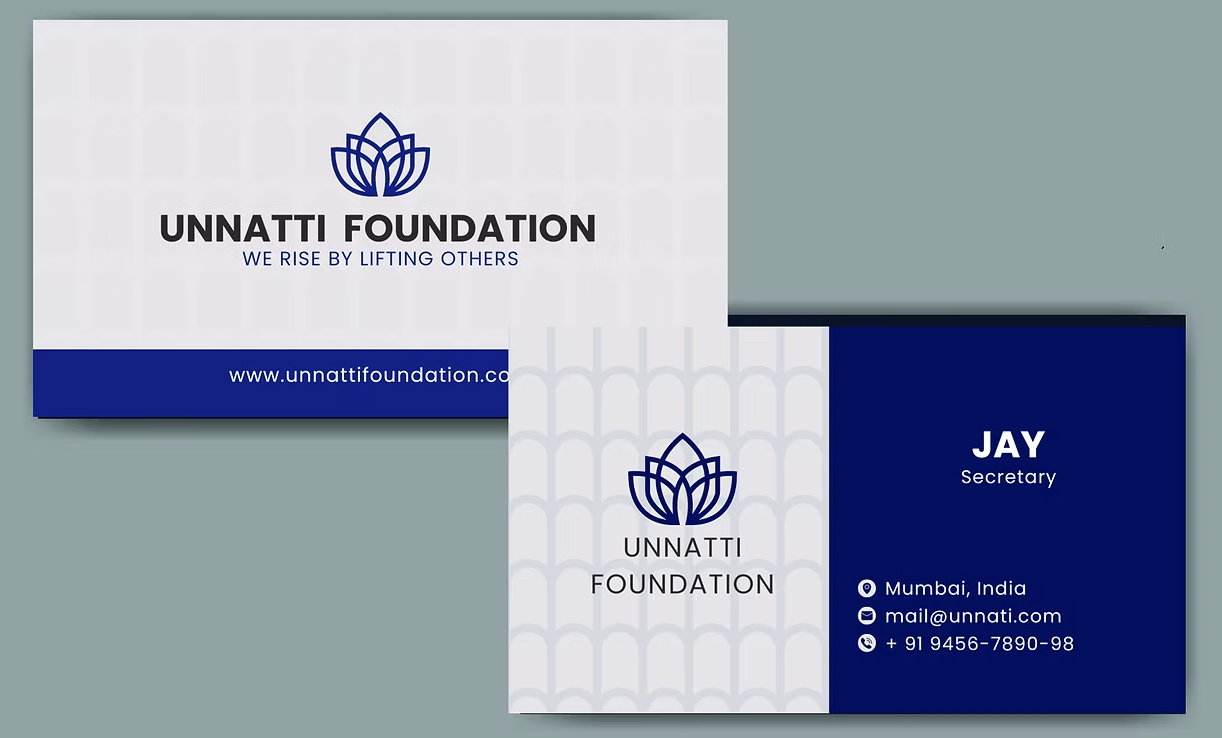 UNNATTI FOUNDATION
WE RISE BY LIFTING OTHERS
www.unnattifoundation.co
UNNATTI
FOUNDATION
JAY
Secretary
Mumbai, India
mail@unnati.com
+ 91 9456-7890-98